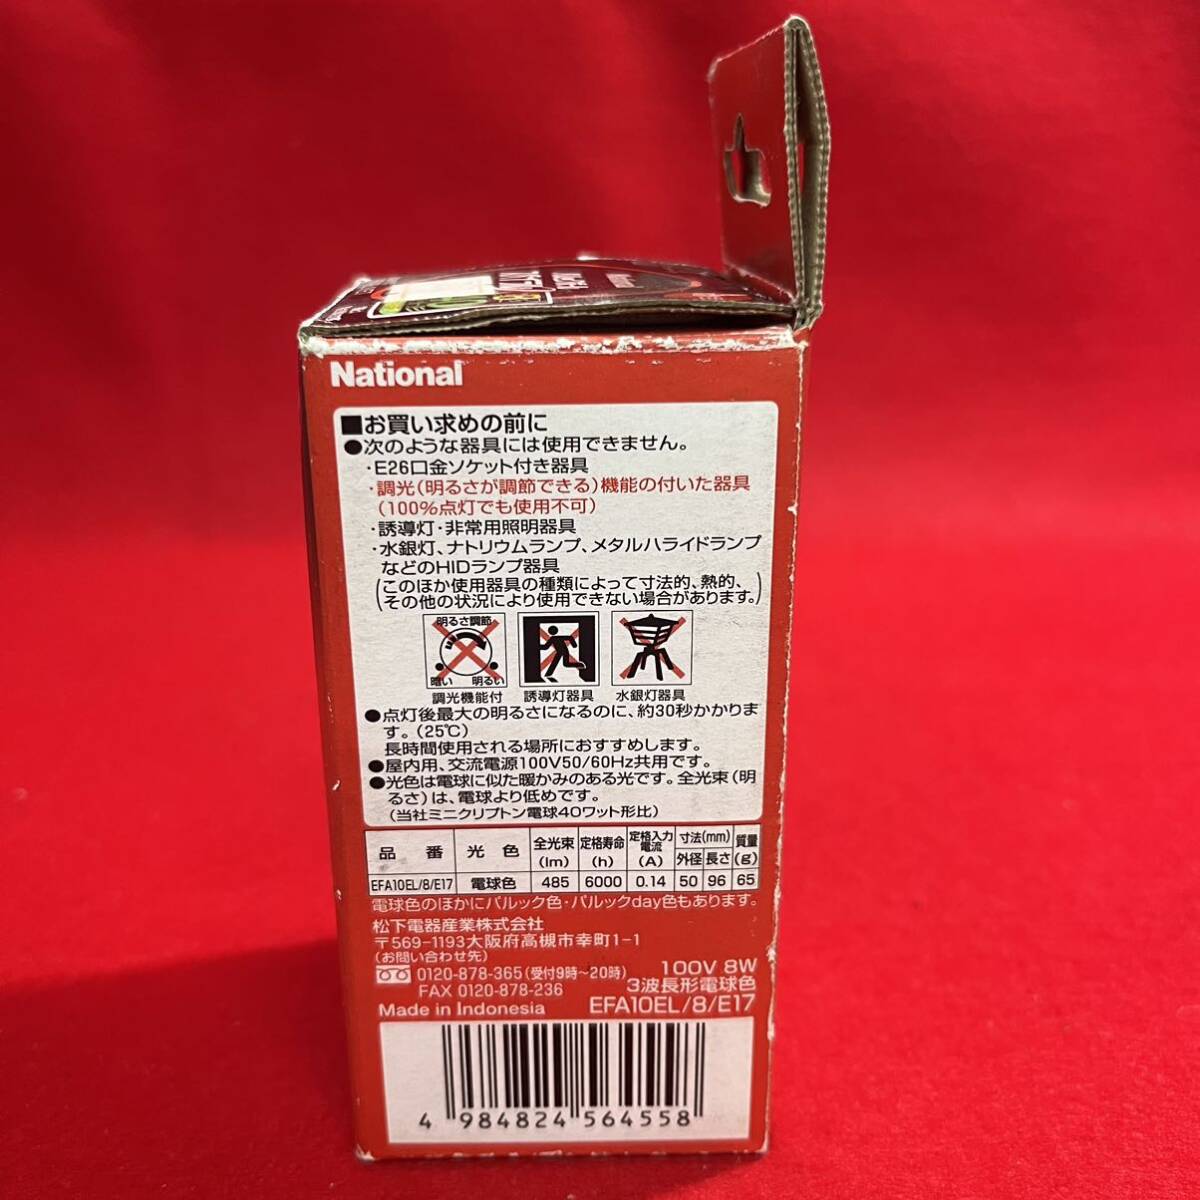 National
■お買い求めの前に
●次のような器具には使用できません。
・E26口金ソケット付き器具
・調光(明るさが調節できる)機能の付いた器具
(100%点灯でも使用不可)
・誘導灯・非常用照明器具
・水銀灯、ナトリウムランプ、メタルハライドランプ
などのHIDランプ器具
(このほか使用器具の種類によって寸法的、熱的、
その他の状況により使用できない場合があります。)
明るさ調節
暗い 明るい
調光機能付 誘導灯器具 水銀灯器具
●点灯後最大の明るさになるのに、約30秒かかりま
す。(25℃)
長時間使用される場所におすすめします。
●屋内用、交流電源100V50/60Hz共用です。
●光色は電球に似た暖かみのある光です。全光束(明
るさ)は、電球より低めです。
(当社ミニクリプトン電球40ワット形比)
品番 光色 全光束(lm) 定格寿命(h) 定格入力電流(A) 寸法(mm) 外径 長さ 質量(g)
EFA10EL/8/E17 電球色 485 6000 0.14 50 96 65
電球色のほかにパルック色・パルックday色もあります。
松下電器産業株式会社
〒569-1193大阪府高槻市幸町1-1
(お問い合わせ先)
0120-878-365(受付9時~20時)
FAX 0120-878-236
100V 8W
3波長形電球色
Made in Indonesia EFA10EL/8/E17
4 984824 564558